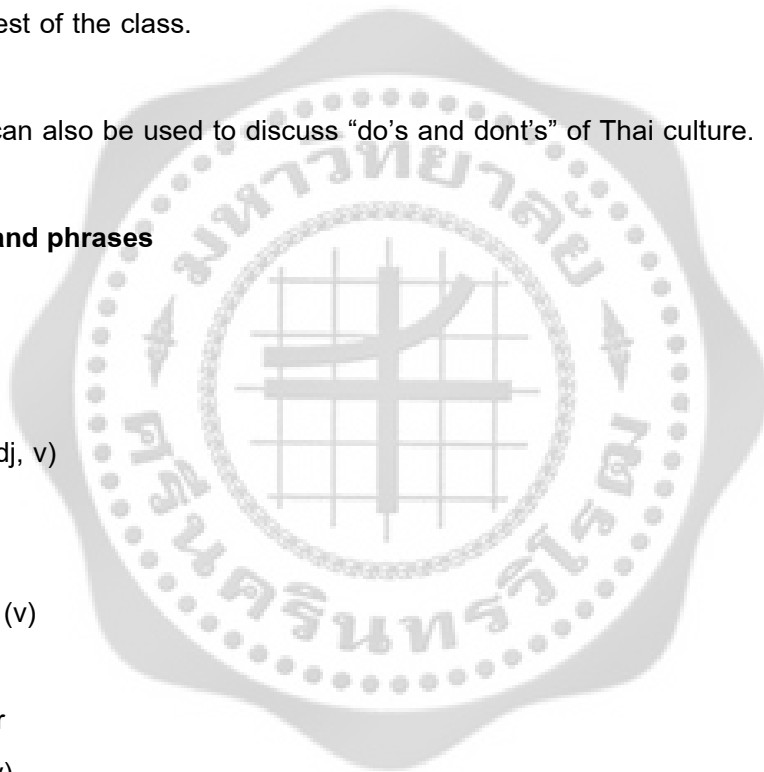 est of the class.
can also be used to discuss “do’s and dont’s” of Thai culture.
and phrases
dj, v)
(v)
r
v)
มหาวิทยาลัย
ศรีนครินทรวิโรฒ